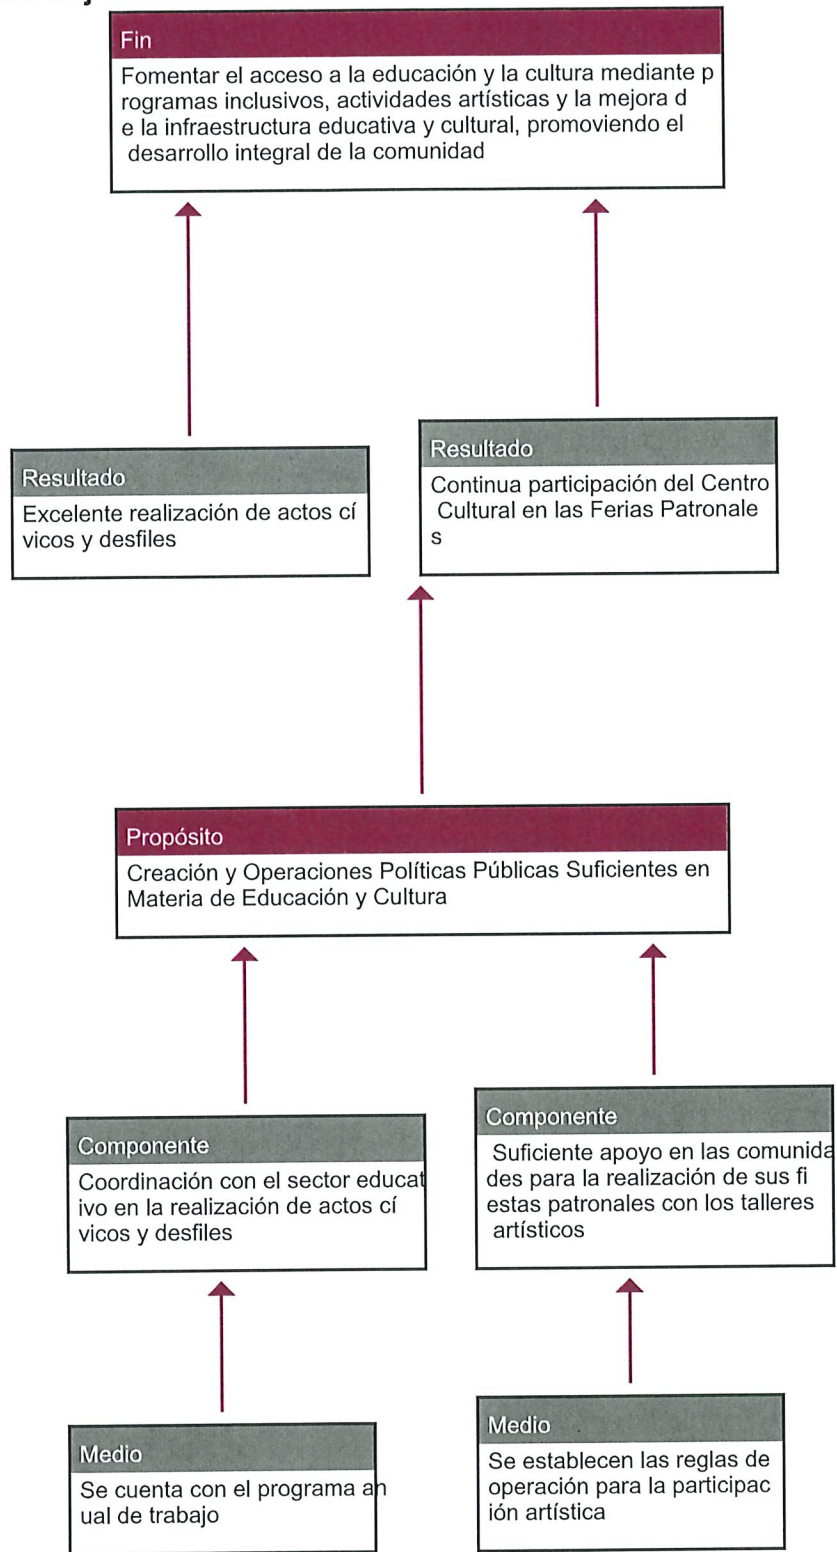 Fin
Fomentar el acceso a la educación y la cultura mediante p
rogramas inclusivos, actividades artísticas y la mejora d
e la infraestructura educativa y cultural, promoviendo el
desarrollo integral de la comunidad
Resultado
Excelente realización de actos cí
vicos y desfiles
Resultado
Continua participación del Centro
Cultural en las Ferias Patronale
s
Propósito
Creación y Operaciones Políticas Públicas Suficientes en
Materia de Educación y Cultura
Componente
Coordinación con el sector educat
ivo en la realización de actos cí
vicos y desfiles
Componente
Suficiente apoyo en las comunida
des para la realización de sus fi
estas patronales con los talleres
artísticos
Medio
Se cuenta con el programa an
ual de trabajo
Medio
Se establecen las reglas de
operación para la participac
ión artística